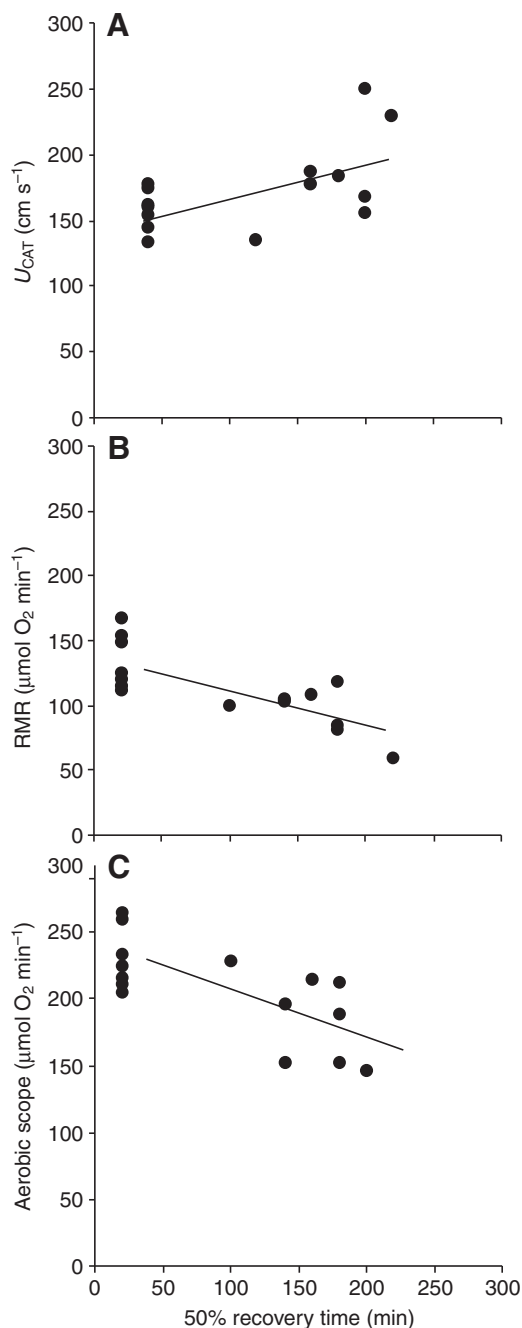 A
300
250
200
150
100
50
0
U_CAT (cm s⁻¹)
B
300
250
200
150
100
50
0
RMR (μmol O₂ min⁻¹)
C
300
250
200
150
100
50
0
Aerobic scope (μmol O₂ min⁻¹)
0 50 100 150 200 250 300
50% recovery time (min)